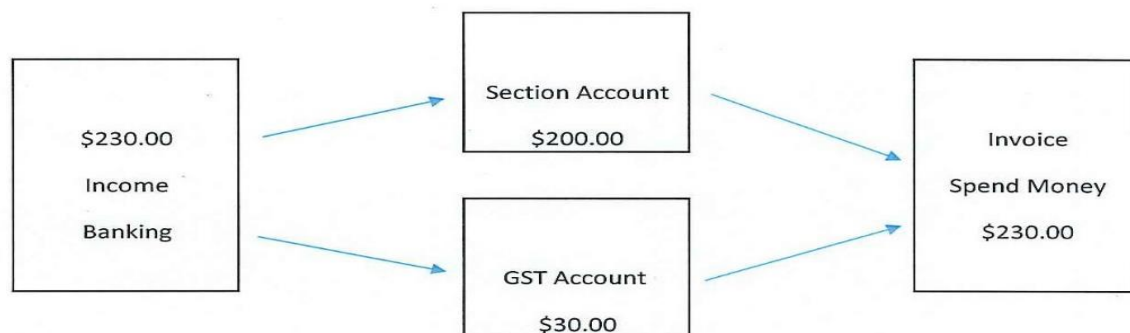 $230.00
Income
Banking
Section Account
$200.00
GST Account
$30.00
Invoice
Spend Money
$230.00